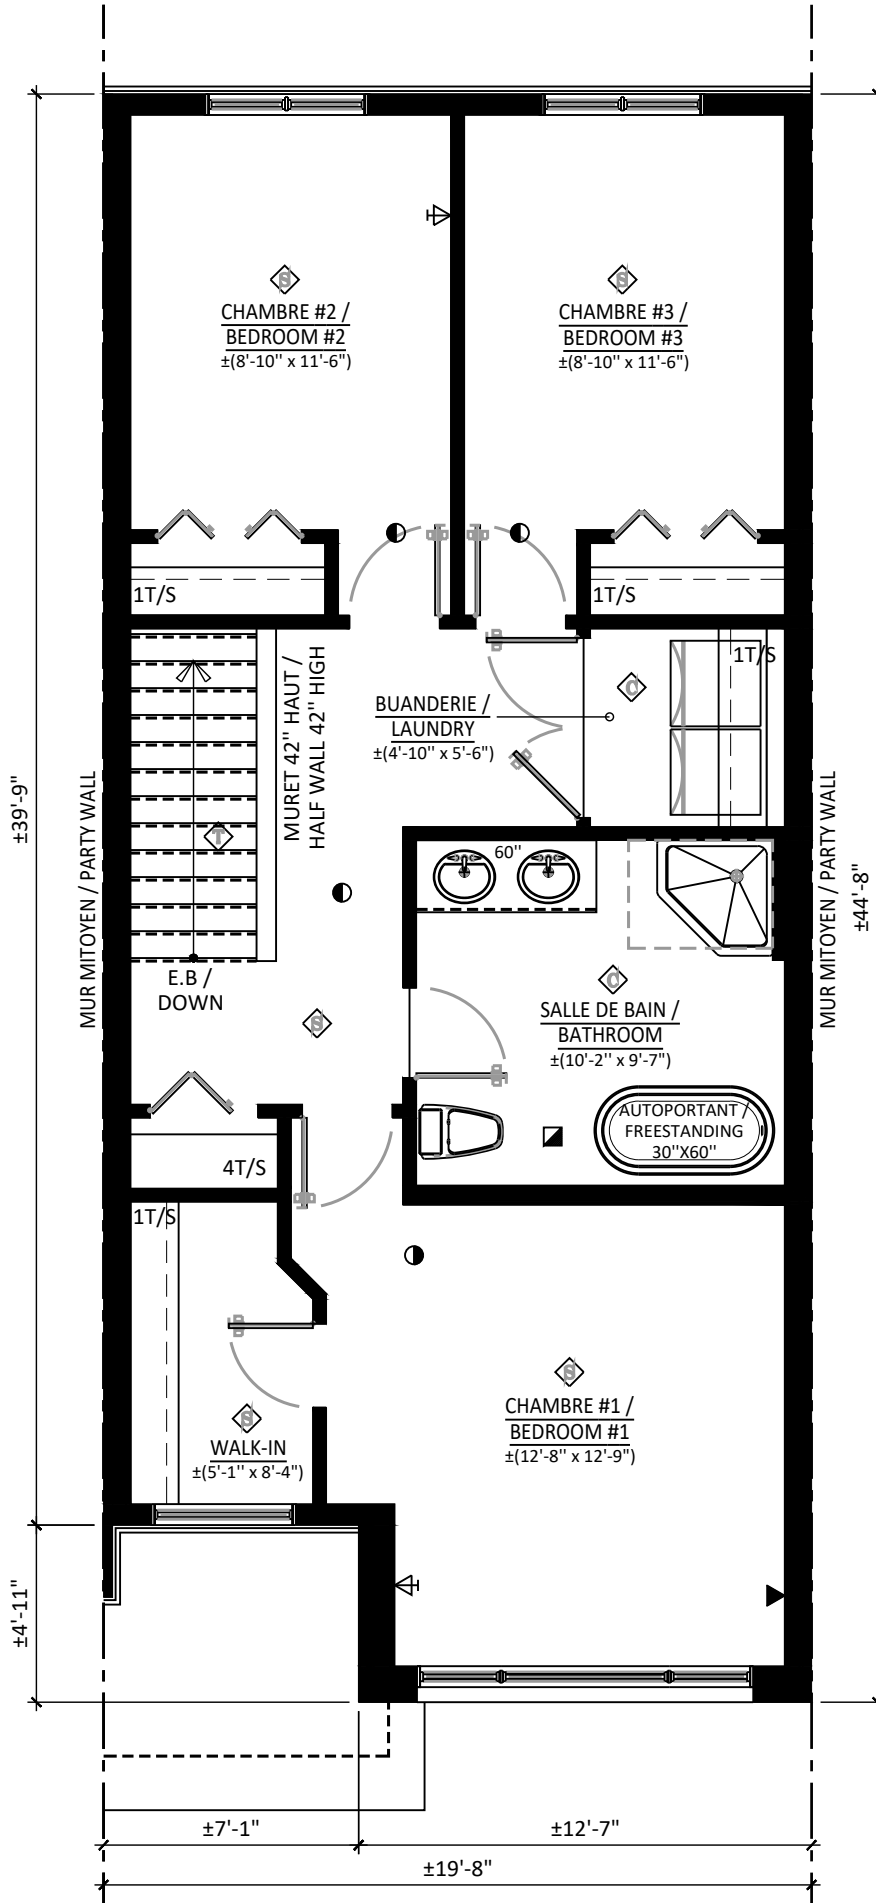 S
CHAMBRE #2 /
BEDROOM #2
±(8'-10'' x 11'-6")
S
CHAMBRE #3 /
BEDROOM #3
±(8'-10'' x 11'-6")
1T/S
1T/S
B
1T/S
C
MURET 42'' HAUT /
HALF WALL 42'' HIGH
BUANDERIE /
LAUNDRY
±(4'-10'' x 5'-6")
±39'-9"
MUR MITOYEN / PARTY WALL
T
60''
MUR MITOYEN / PARTY WALL
±44'-8"
E.B /
DOWN
S
C
SALLE DE BAIN /
BATHROOM
±(10'-2'' x 9'-7")
B
AUTOPORTANT /
FREESTANDING
30''X60''
4T/S
B
1T/S
B
S
WALK-IN
±(5'-1'' x 8'-4")
S
CHAMBRE #1 /
BEDROOM #1
±(12'-8'' x 12'-9")
±4'-11"
±7'-1"
±12'-7"
±19'-8"